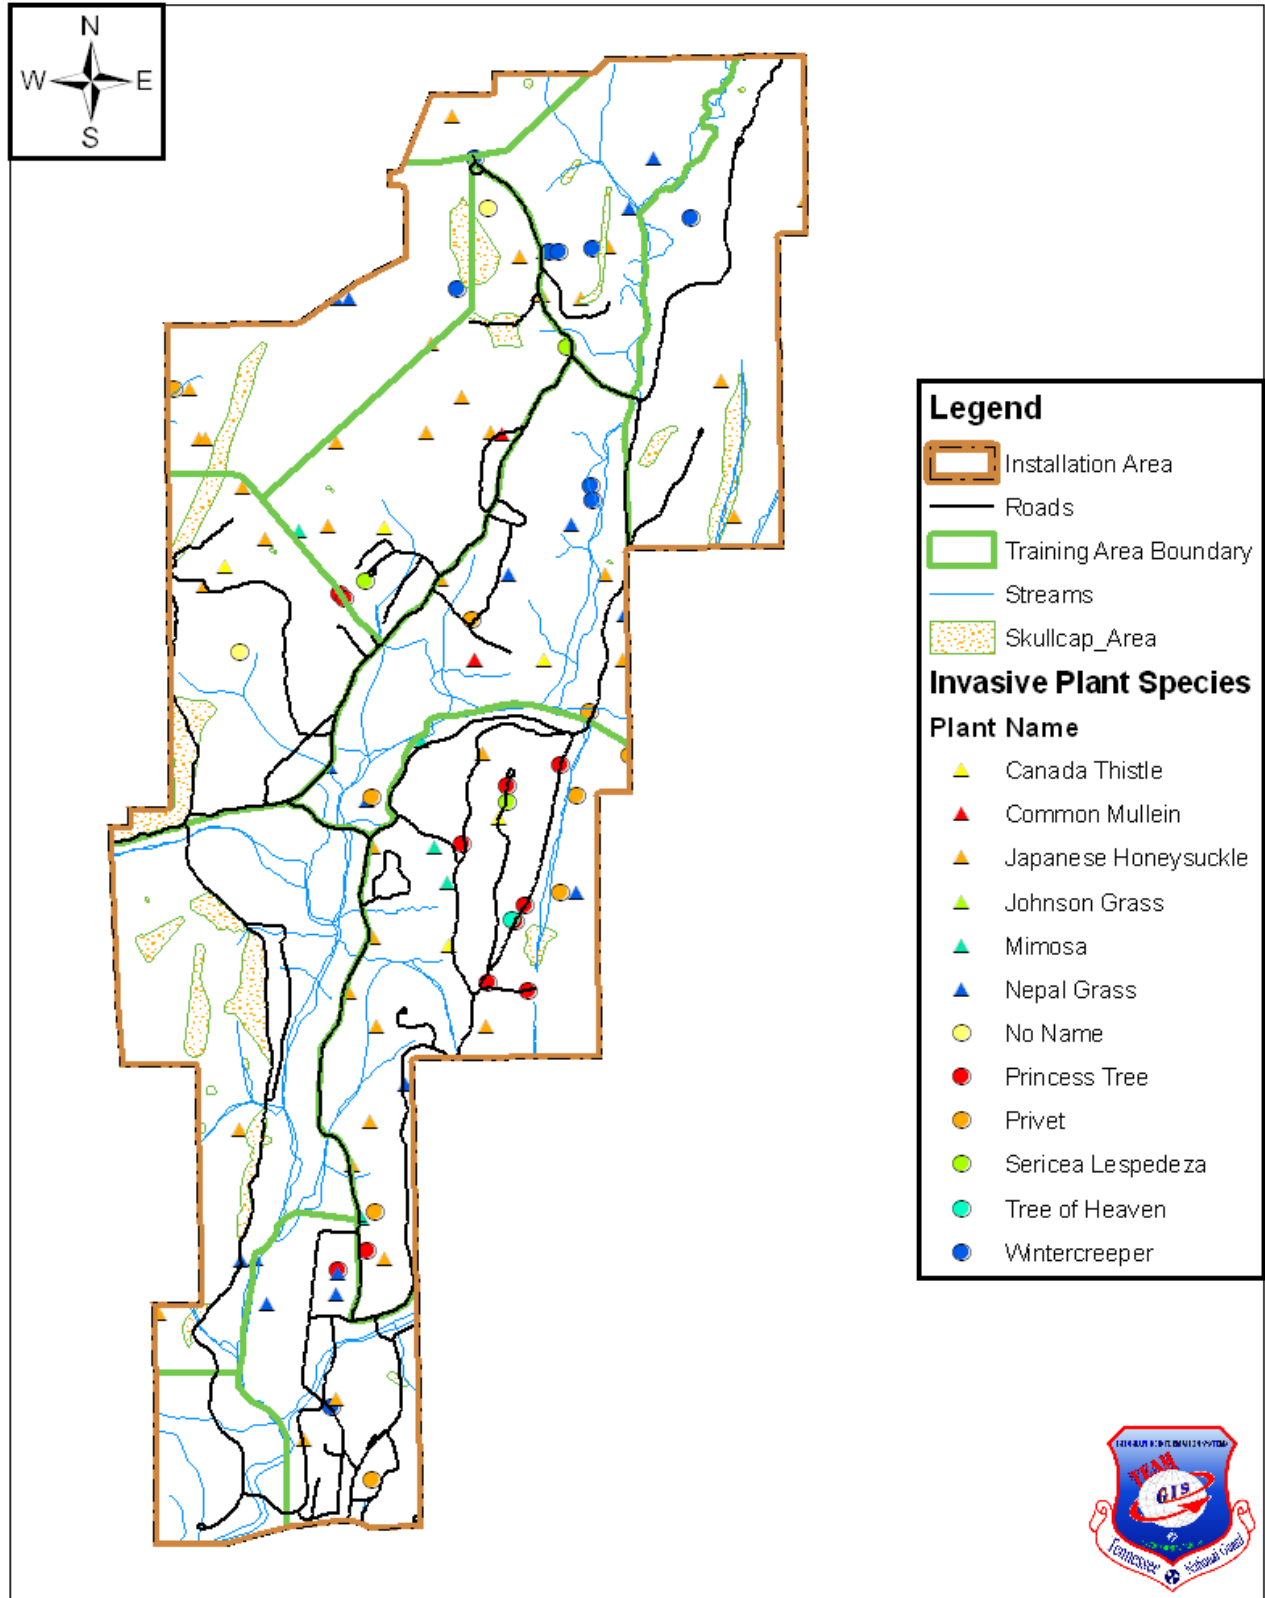 N
W E
S
Legend
Installation Area
Roads
Training Area Boundary
Streams
Skullcap_Area
Invasive Plant Species
Plant Name
Canada Thistle
Common Mullein
Japanese Honeysuckle
Johnson Grass
Mimosa
Nepal Grass
No Name
Princess Tree
Privet
Sericea Lespedeza
Tree of Heaven
Wintercreeper
TEAM
GIS
Tennessee National Guard